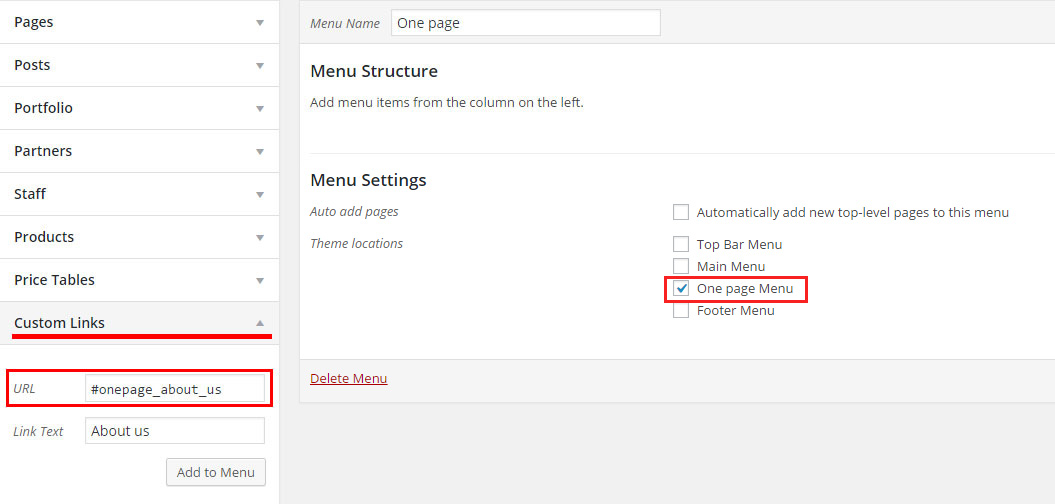 Pages
Posts
Portfolio
Partners
Staff
Products
Price Tables
Custom Links
URL #onepage_about_us
Link Text About us
Add to Menu
Menu Name One page
Menu Structure
Add menu items from the column on the left.
Menu Settings
Auto add pages Automatically add new top-level pages to this menu
Theme locations Top Bar Menu
Main Menu
One page Menu
Footer Menu
Delete Menu